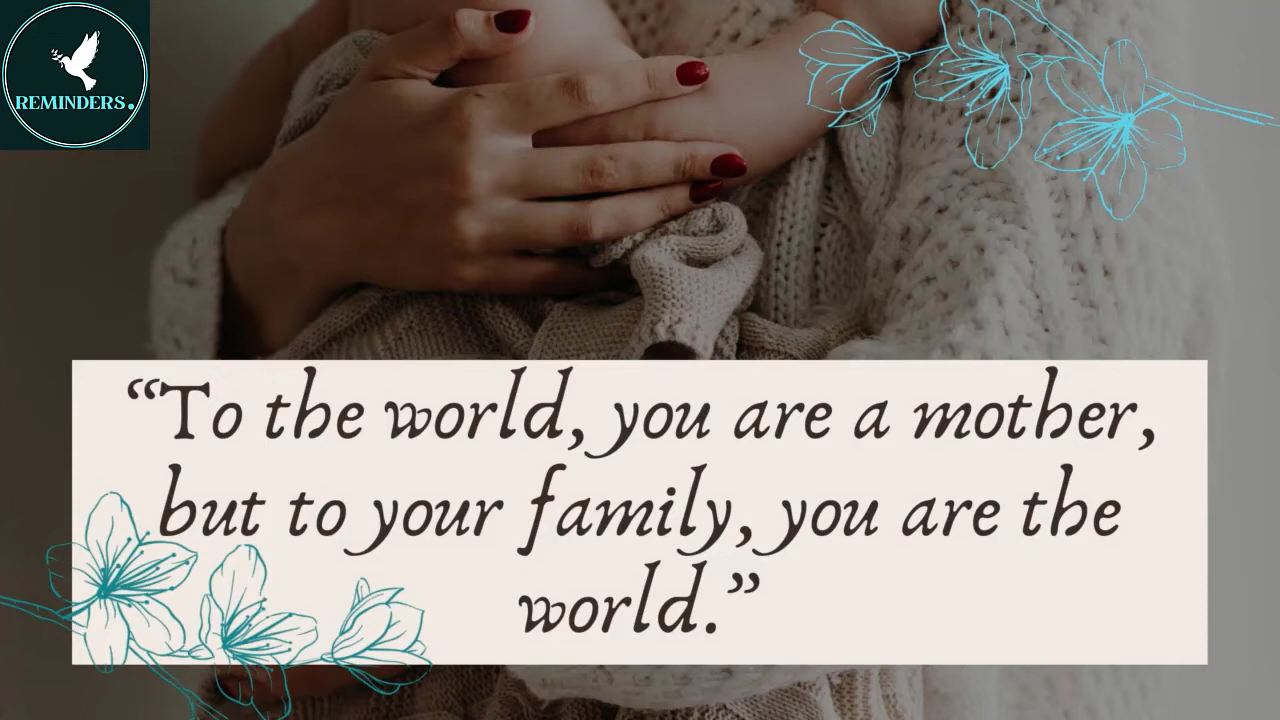 REMINDERS.
“To the world, you are a mother,
but to your family, you are the
world.”